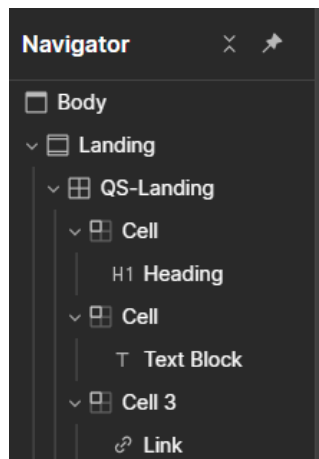 Navigator
Body
Landing
QS-Landing
Cell
H1 Heading
Cell
T Text Block
Cell 3
Link